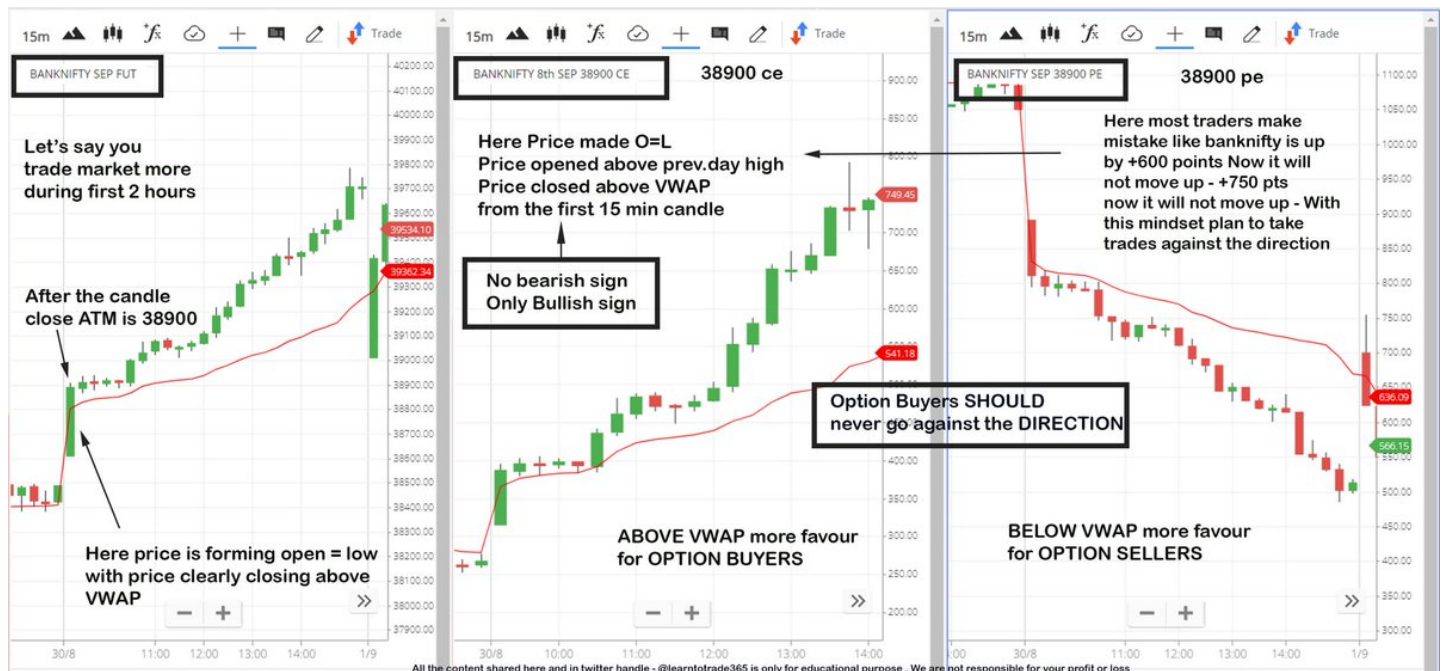 15m
Trade
BANKNIFTY SEP FUT
Let's say you
trade market more
during first 2 hours
After the candle
close ATM is 38900
Here price is forming open = low
with price clearly closing above
VWAP
40200.00
40100.00
40000.00
39900.00
39800.00
39700.00
39600.00
39534.10
39362.34
39200.00
39100.00
39000.00
38900.00
38800.00
38700.00
38600.00
38500.00
38400.00
38300.00
38200.00
38100.00
38000.00
37900.00
30/8
11:00
12:00
13:00
14:00
1/9
15m
Trade
BANKNIFTY 8th SEP 38900 CE
38900 ce
Here Price made O=L
Price opened above prev.day high
Price closed above VWAP
from the first 15 min candle
No bearish sign
Only Bullish sign
ABOVE VWAP more favour
for OPTION BUYERS
900.00
850.00
749.45
700.00
650.00
600.00
541.18
400.00
350.00
300.00
250.00
200.00
30/8
10:00
11:00
12:00
13:00
14:00
Option Buyers SHOULD
never go against the DIRECTION
15m
Trade
BANKNIFTY SEP 38900 PE
38900 pe
Here most traders make
mistake like banknifty is up
by +600 points Now it will
not move up - +750 pts
now it will not move up - With
this mindset plan to take
trades against the direction
BELOW VWAP more favour
for OPTION SELLERS
1100.00
1050.00
1000.00
950.00
900.00
850.00
800.00
750.00
700.00
636.09
566.15
500.00
450.00
400.00
350.00
300.00
30/8
11:00
12:00
13:00
14:00
1/9
All the content shared here and in twitter handle - @learntotrade365 is only for educational purpose . We are not responsible for your profit or loss